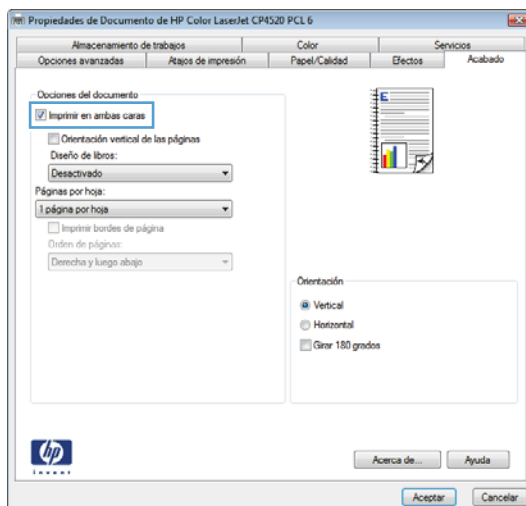 Propiedades de Documento de HP Color LaserJet CP4520 PCL 6
Almacenamiento de trabajos Color Servicios
Opciones avanzadas Atajos de impresión Papel/Calidad Efectos Acabado
Opciones del documento
Imprimir en ambas caras
Orientación vertical de las páginas
Diseño de libros:
Desactivado
Páginas por hoja:
1 página por hoja
Imprimir bordes de página
Orden de páginas:
Derecha y luego abajo
E
Orientación
Vertical
Horizontal
Girar 180 grados
hp
invent
Acerca de... Ayuda
Aceptar Cancelar